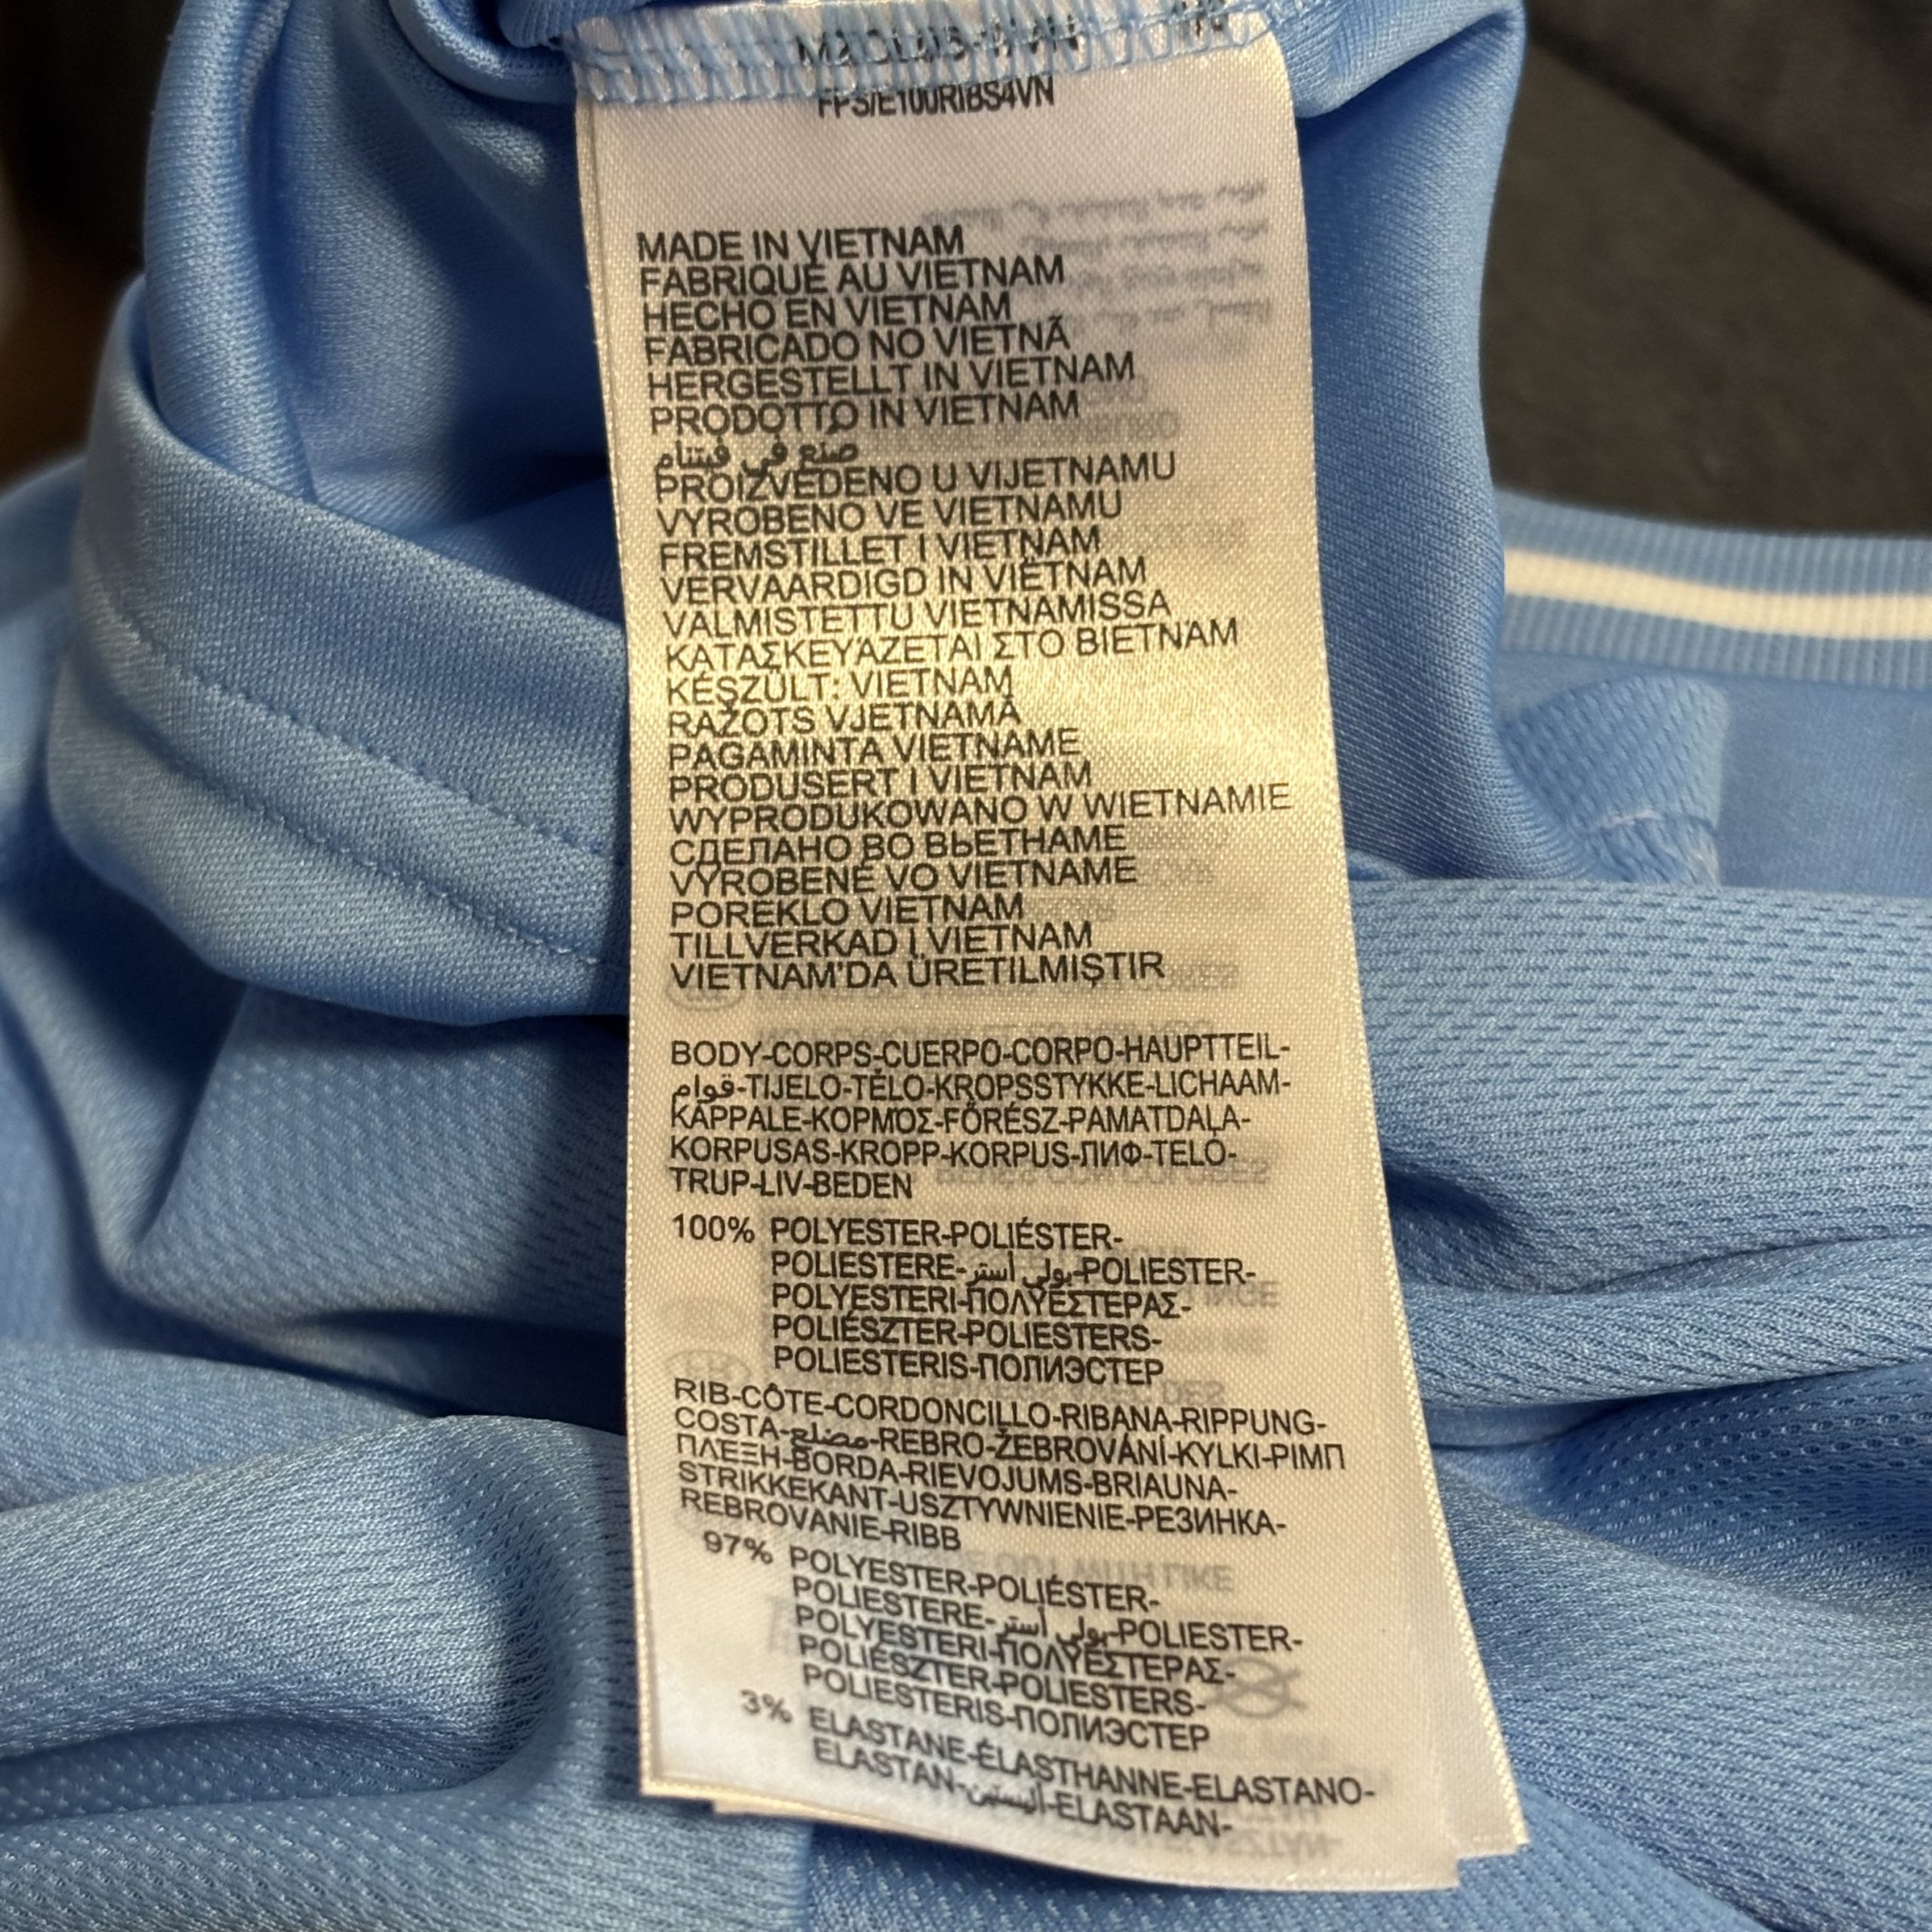 FPS/E100RIBS4VN
MADE IN VIETNAM
FABRIQUÉ AU VIETNAM
HECHO EN VIETNAM
FABRICADO NO VIETNÃ
HERGESTELLT IN VIETNAM
PRODOTTO IN VIETNAM
صنع في فيتنام
PROIZVEDENO U VIJETNAMU
VYROBENO VE VIETNAMU
FREMSTILLET I VIETNAM
VERVAARDIGD IN VIETNAM
VALMISTETTU VIETNAMISSA
ΚΑΤΑΣΚΕΥΑΖΕΤΑΙ ΣΤΟ ΒΙΕΤΝΑΜ
KÉSZÜLT: VIETNAM
RAŽOTS VJETNAMĀ
PAGAMINTA VIETNAME
PRODUSERT I VIETNAM
WYPRODUKOWANO W WIETNAMIE
СДЕЛАНО ВО ВЬЕТНАМЕ
VYROBENÉ VO VIETNAME
POREKLO VIETNAM
TILLVERKAD I VIETNAM
VIETNAM'DA ÜRETILMIŞTIR
BODY-CORPS-CUERPO-CORPO-HAUPTTEIL-
قوام-TIJELO-TĚLO-KROPSSTYKKE-LICHAAM-
KAPPALE-ΚΟΡΜΌΣ-FŐRÉSZ-PAMATDAĻA-
KORPUSAS-KROPP-KORPUS-ЛИФ-TELO-
TRUP-LIV-BEDEN
100% POLYESTER-POLIÉSTER-
POLIESTERE-بولي أستر-POLIESTER-
POLYESTERI-ΠΟΛΥΕΣΤΕΡΑΣ-
POLIÉSZTER-POLIESTERS-
POLIESTERIS-ПОЛИЭСТЕР
RIB-CÔTE-CORDONCILLO-RIBANA-RIPPUNG-
COSTA-مضلع-REBRO-ŽEBROVÁNÍ-KYLKI-ΡΙΜΠ
ΠΛΕΞΗ-BORDA-RIEVOJUMS-BRIAUNA-
STRIKKEKANT-USZTYWNIENIE-РЕЗИНКА-
REBROVANIE-RIBB
97% POLYESTER-POLIÉSTER-
POLIESTERE-بولي أستر-POLIESTER-
POLYESTERI-ΠΟΛΥΕΣΤΕΡΑΣ-
POLIÉSZTER-POLIESTERS-
POLIESTERIS-ПОЛИЭСТЕР
3% ELASTANE-ÉLASTHANNE-ELASTANO-
ELASTAN-اليستين-ELASTAAN-